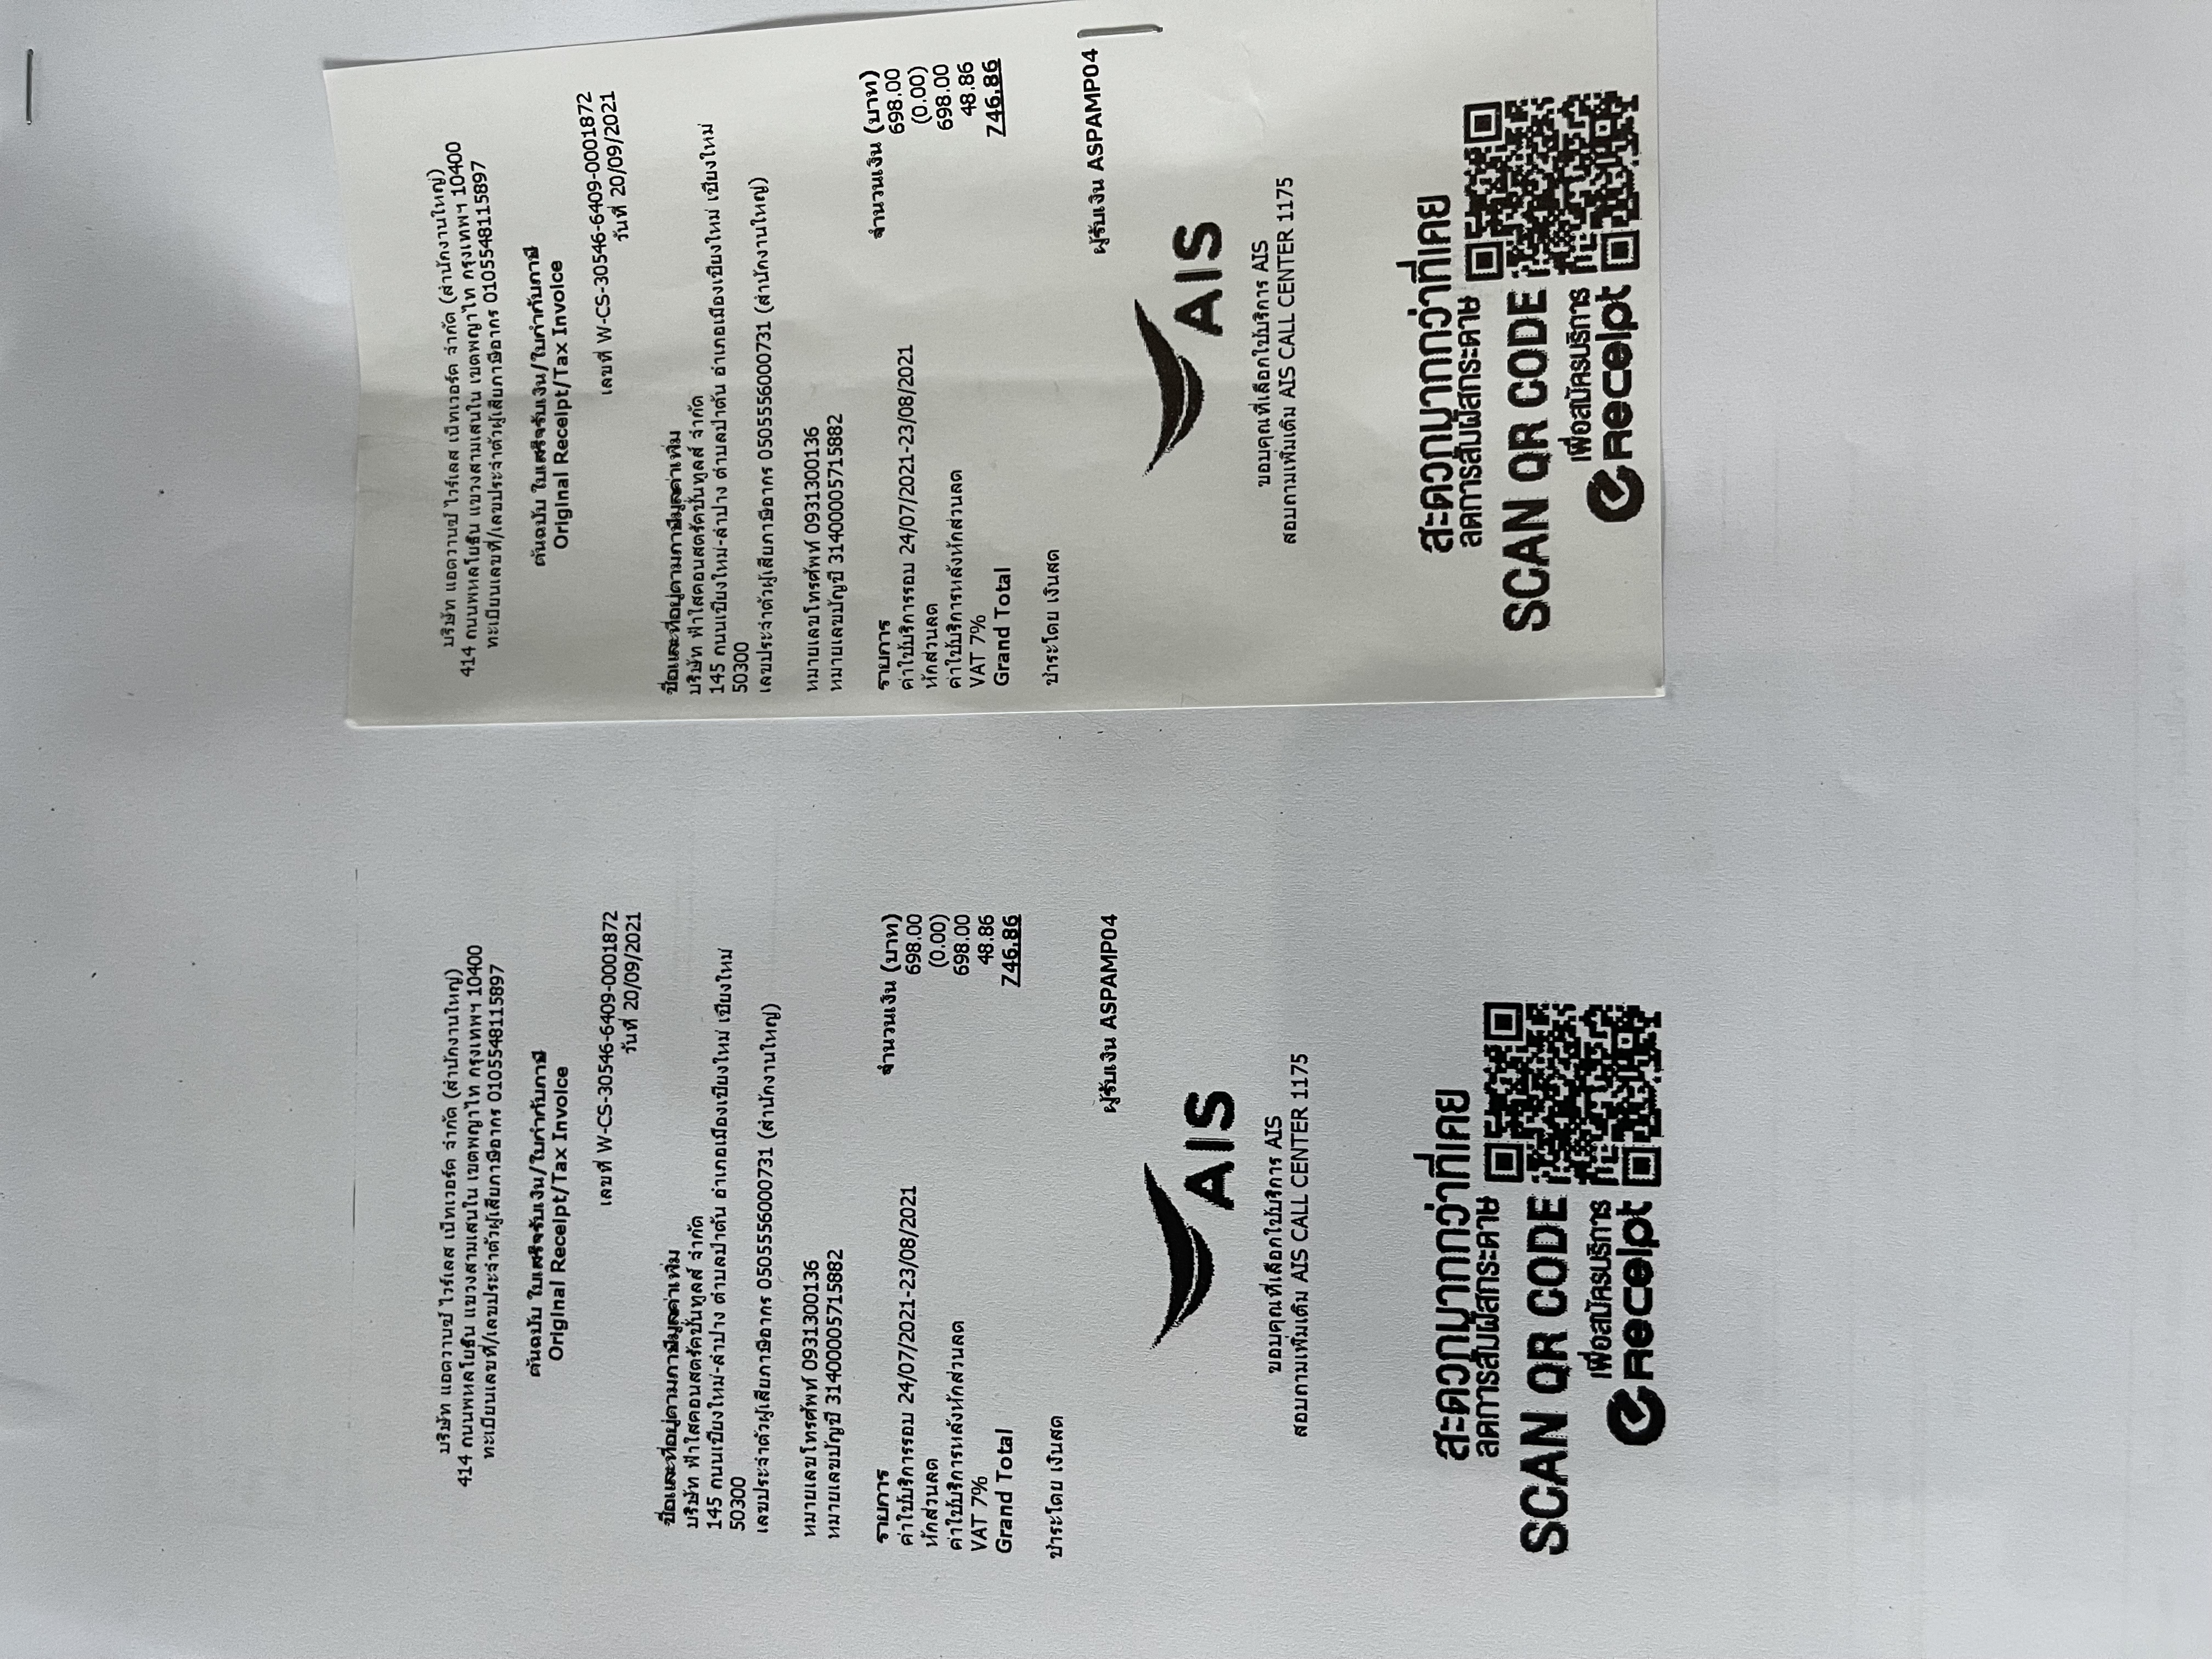 บริษัท แอดวานซ์ ไวร์เลส เน็ทเวอร์ค จำกัด (สำนักงานใหญ่)
414 ถนนพหลโยธิน แขวงสามเสนใน เขตพญาไท กรุงเทพฯ 10400
ทะเบียนเลขที่/เลขประจำตัวผู้เสียภาษีอากร 0105548115897
ต้นฉบับ ใบเสร็จรับเงิน/ใบกำกับภาษี
Original Receipt/Tax Invoice
เลขที่ W-CS-30546-6409-0001872
วันที่ 20/09/2021
ชื่อและที่อยู่ตามภาษีมูลค่าเพิ่ม
บริษัท ฟ้าใสคอนสตรัคชั่นทูลส์ จำกัด
145 ถนนเชียงใหม่-ลำปาง ตำบลป่าตัน อำเภอเมืองเชียงใหม่ เชียงใหม่
50300
เลขประจำตัวผู้เสียภาษีอากร 0505556000731 (สำนักงานใหญ่)
หมายเลขโทรศัพท์ 0931300136
หมายเลขบัญชี 31400005715882
รายการ จำนวนเงิน (บาท)
ค่าใช้บริการรอบ 24/07/2021-23/08/2021 698.00
หักส่วนลด (0.00)
ค่าใช้บริการหลังหักส่วนลด 698.00
VAT 7% 48.86
Grand Total 746.86
ชำระโดย เงินสด
ผู้รับเงิน ASPAMP04
AIS
ขอบคุณที่เลือกใช้บริการ AIS
สอบถามเพิ่มเติม AIS CALL CENTER 1175
สะดวกมากกว่าที่เคย
ลดการสัมผัสกระดาษ
SCAN QR CODE
เพื่อสมัครบริการ
e Receipt
บริษัท แอดวานซ์ ไวร์เลส เน็ทเวอร์ค จำกัด (สำนักงานใหญ่)
414 ถนนพหลโยธิน แขวงสามเสนใน เขตพญาไท กรุงเทพฯ 10400
ทะเบียนเลขที่/เลขประจำตัวผู้เสียภาษีอากร 0105548115897
ต้นฉบับ ใบเสร็จรับเงิน/ใบกำกับภาษี
Original Receipt/Tax Invoice
เลขที่ W-CS-30546-6409-0001872
วันที่ 20/09/2021
ชื่อและที่อยู่ตามภาษีมูลค่าเพิ่ม
บริษัท ฟ้าใสคอนสตรัคชั่นทูลส์ จำกัด
145 ถนนเชียงใหม่-ลำปาง ตำบลป่าตัน อำเภอเมืองเชียงใหม่ เชียงใหม่
50300
เลขประจำตัวผู้เสียภาษีอากร 0505556000731 (สำนักงานใหญ่)
หมายเลขโทรศัพท์ 0931300136
หมายเลขบัญชี 31400005715882
รายการ จำนวนเงิน (บาท)
ค่าใช้บริการรอบ 24/07/2021-23/08/2021 698.00
หักส่วนลด (0.00)
ค่าใช้บริการหลังหักส่วนลด 698.00
VAT 7% 48.86
Grand Total 746.86
ชำระโดย เงินสด
ผู้รับเงิน ASPAMP04
AIS
ขอบคุณที่เลือกใช้บริการ AIS
สอบถามเพิ่มเติม AIS CALL CENTER 1175
สะดวกมากกว่าที่เคย
ลดการสัมผัสกระดาษ
SCAN QR CODE
เพื่อสมัครบริการ
e Receipt